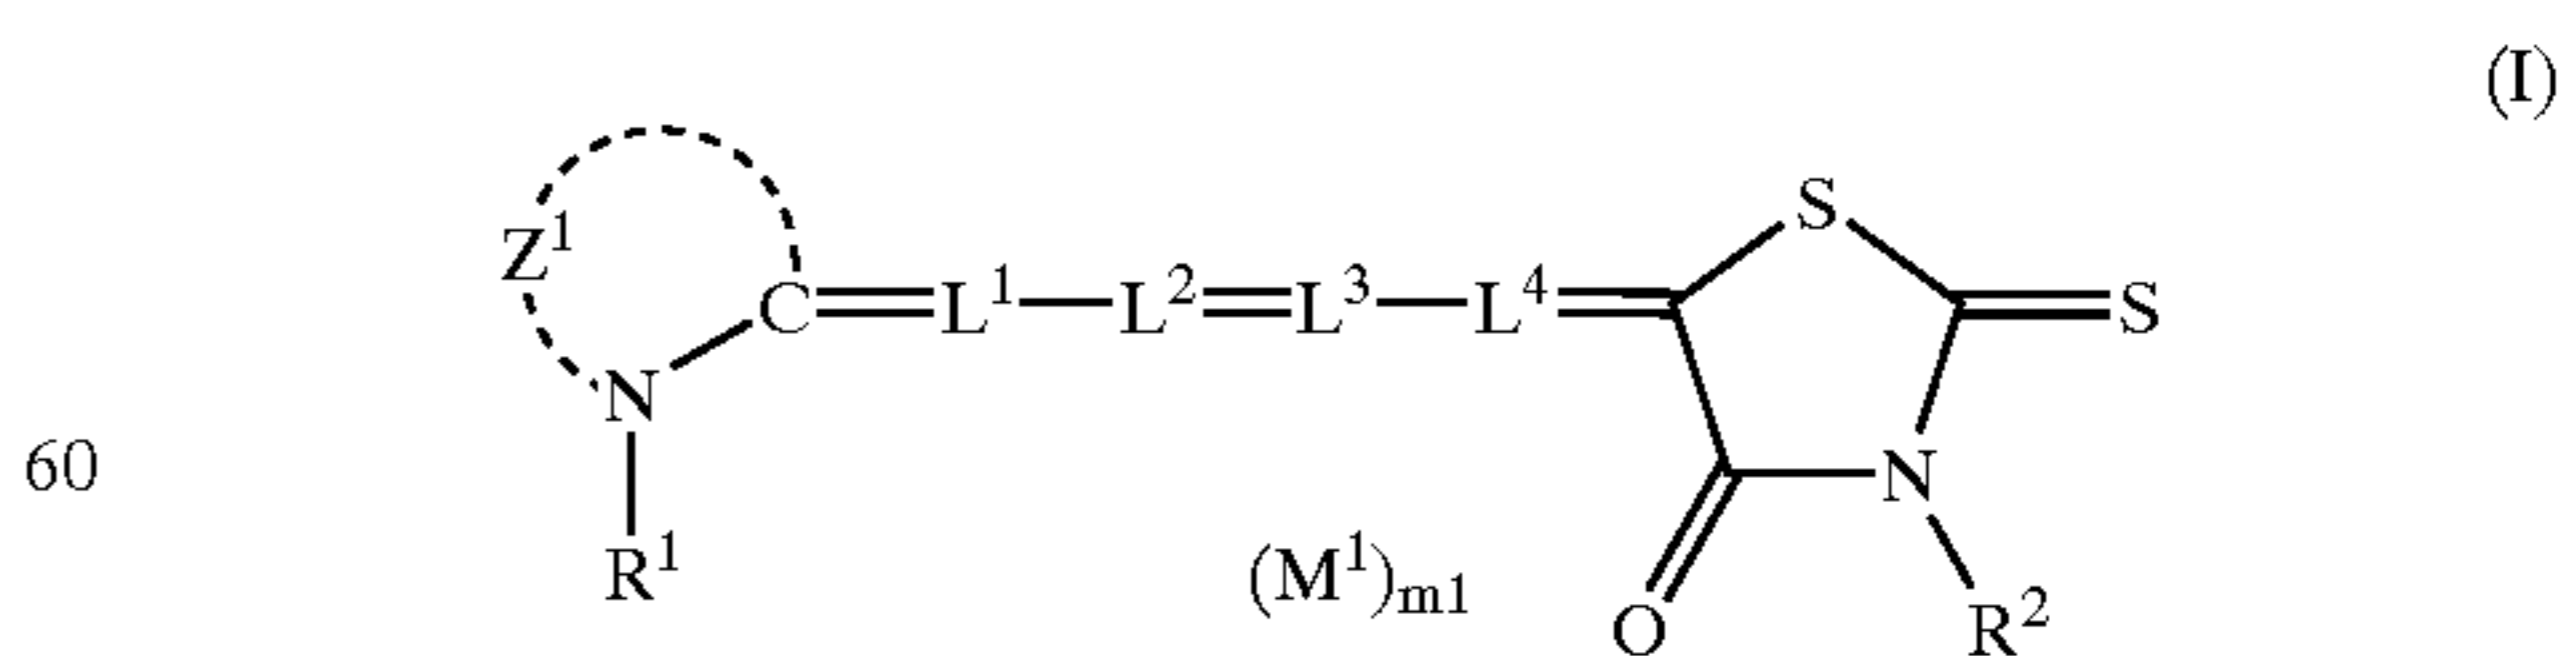 (I)
S
Z¹
C=L¹—L²=L³—L⁴= =S
N
60
N
R¹
(M¹)m1
O
R²